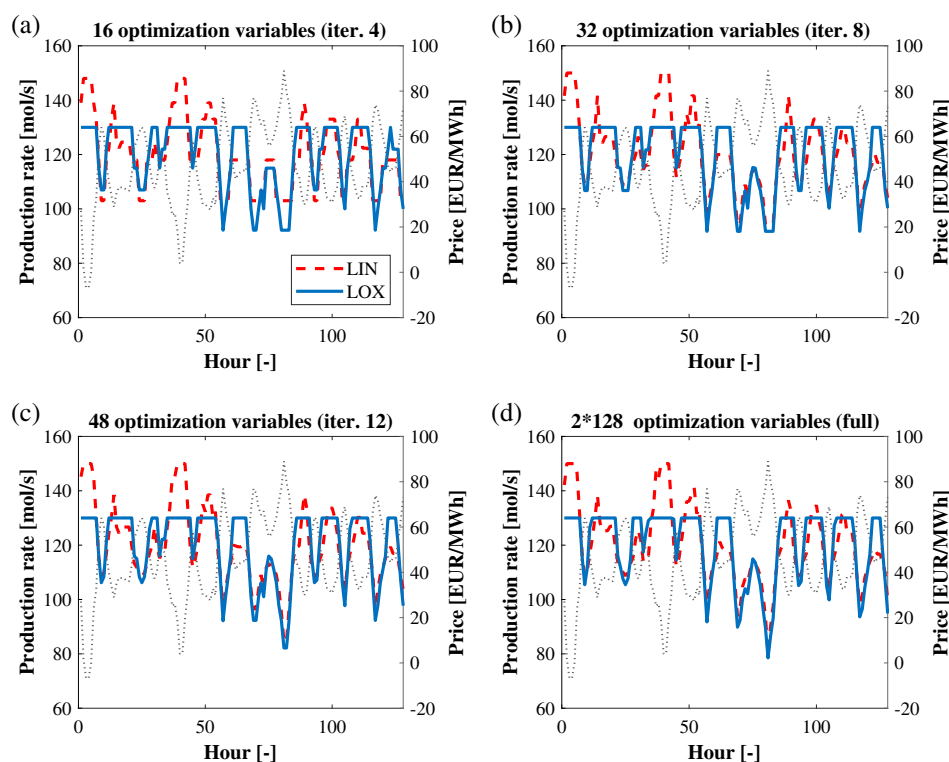 (a)
16 optimization variables (iter. 4)
Production rate [mol/s]
160
140
120
100
80
60
100
80
60
40
20
0
-20
Price [EUR/MWh]
LIN
LOX
0
50
100
Hour [-]
(b)
32 optimization variables (iter. 8)
Production rate [mol/s]
160
140
120
100
80
60
100
80
60
40
20
0
-20
Price [EUR/MWh]
0
50
100
Hour [-]
(c)
48 optimization variables (iter. 12)
Production rate [mol/s]
160
140
120
100
80
60
100
80
60
40
20
0
-20
Price [EUR/MWh]
0
50
100
Hour [-]
(d)
2*128 optimization variables (full)
Production rate [mol/s]
160
140
120
100
80
60
100
80
60
40
20
0
-20
Price [EUR/MWh]
0
50
100
Hour [-]